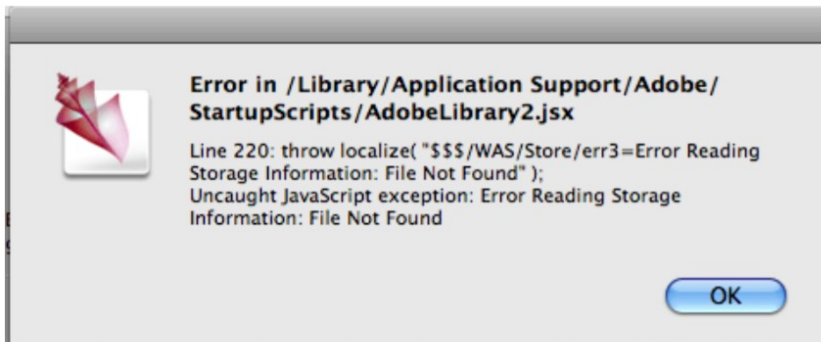 Error in /Library/Application Support/Adobe/
StartupScripts/AdobeLibrary2.jsx
Line 220: throw localize( "$$$/WAS/Store/err3=Error Reading
Storage Information: File Not Found" );
Uncaught JavaScript exception: Error Reading Storage
Information: File Not Found
OK